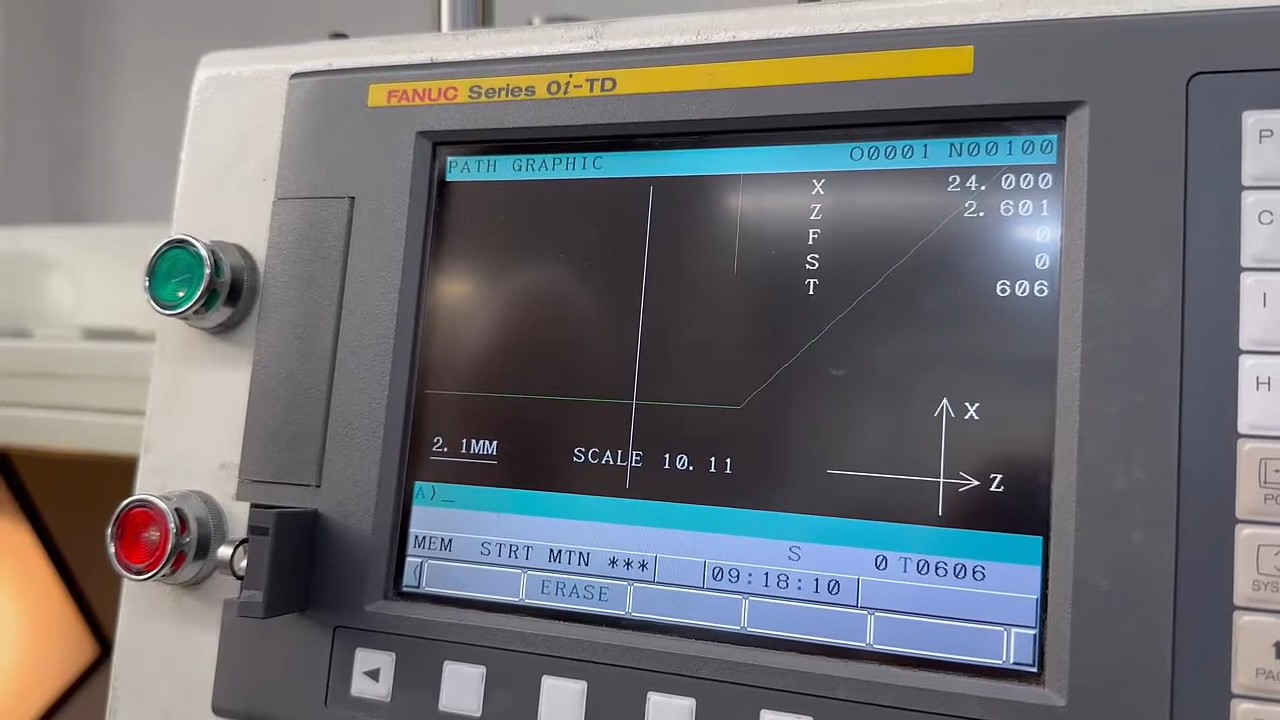 FANUC Series 0i-TD
PATH GRAPHIC O0001 N00100
X 24.000
Z 2.601
F 0
S 0
T 606
X
Z
2.1MM
SCALE 10.11
A)_
MEM STRT MTN *** S 0 T0606
09:18:10
ERASE
P
C
I
H